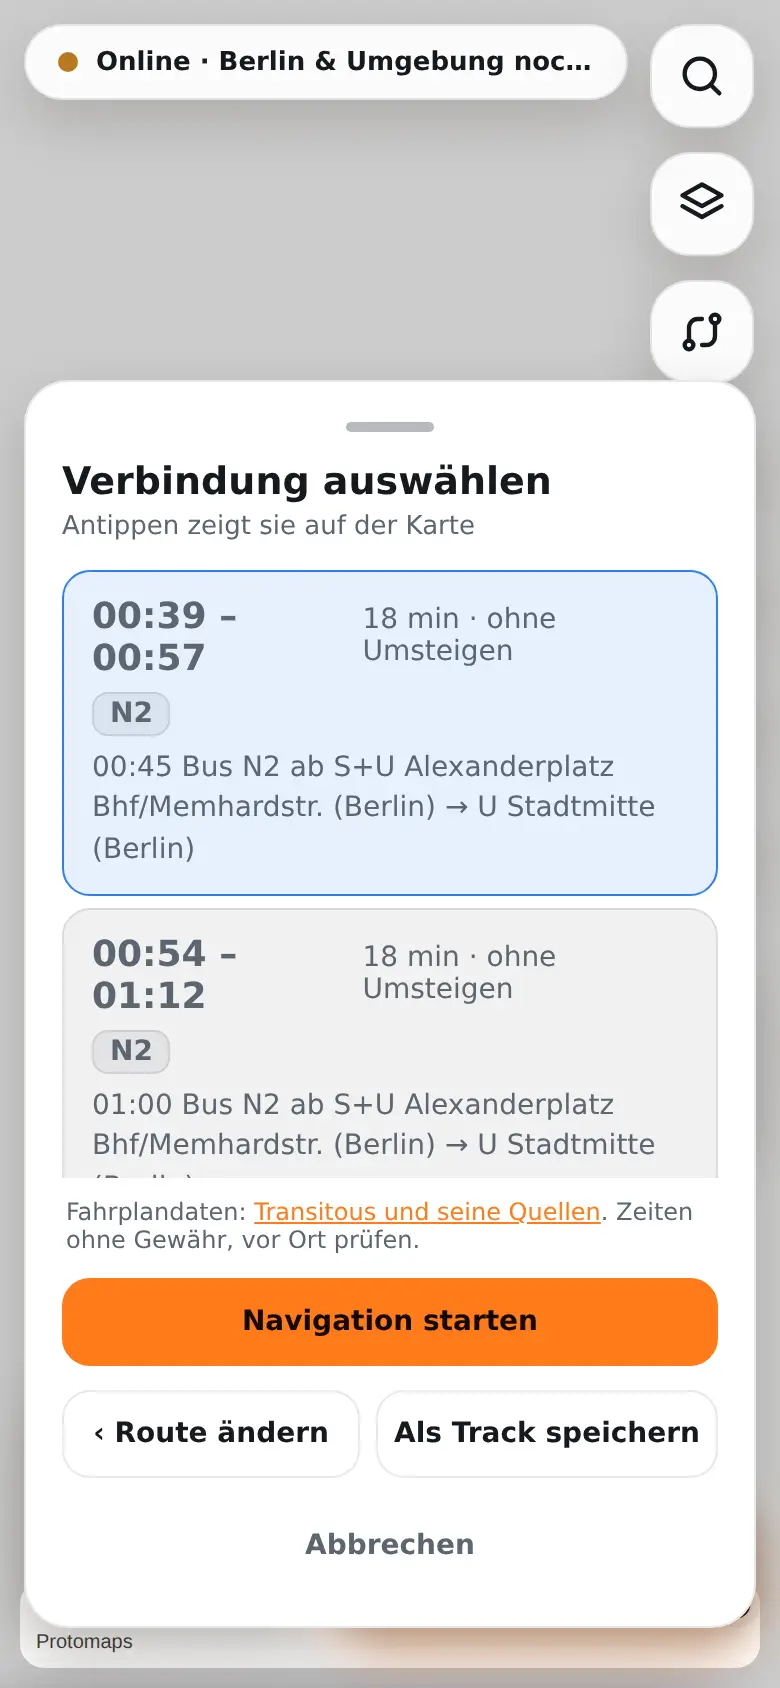 Online · Berlin & Umgebung noc…
Verbindung auswählen
Antippen zeigt sie auf der Karte
00:39 –
00:57
18 min · ohne
Umsteigen
N2
00:45 Bus N2 ab S+U Alexanderplatz
Bhf/Memhardstr. (Berlin) → U Stadtmitte
(Berlin)
00:54 –
01:12
18 min · ohne
Umsteigen
N2
01:00 Bus N2 ab S+U Alexanderplatz
Bhf/Memhardstr. (Berlin) → U Stadtmitte
Fahrplandaten: Transitous und seine Quellen. Zeiten
ohne Gewähr, vor Ort prüfen.
Navigation starten
‹ Route ändern
Als Track speichern
Abbrechen
Protomaps